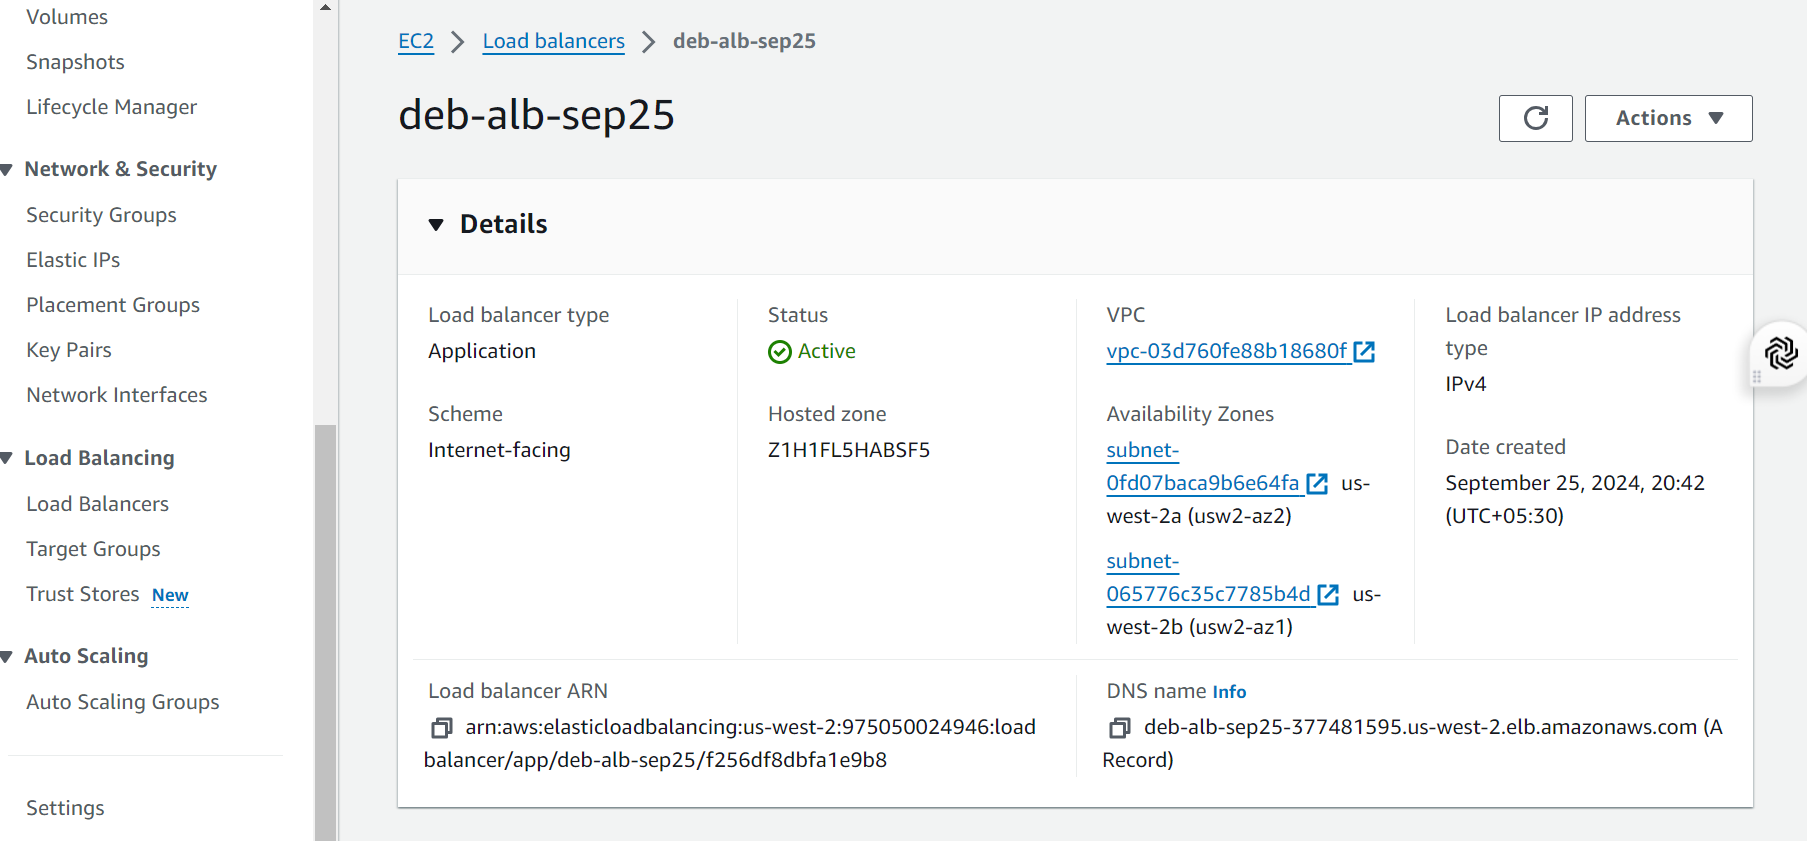 Volumes
Snapshots
Lifecycle Manager
Network & Security
Security Groups
Elastic IPs
Placement Groups
Key Pairs
Network Interfaces
Load Balancing
Load Balancers
Target Groups
Trust Stores New
Auto Scaling
Auto Scaling Groups
Settings
EC2 > Load balancers > deb-alb-sep25
deb-alb-sep25
Actions
Details
Load balancer type
Application
Scheme
Internet-facing
Status
Active
Hosted zone
Z1H1FL5HABSF5
VPC
vpc-03d760fe88b18680f
Availability Zones
subnet-
0fd07baca9b6e64fa us-
west-2a (usw2-az2)
subnet-
065776c35c7785b4d us-
west-2b (usw2-az1)
Load balancer IP address
type
IPv4
Date created
September 25, 2024, 20:42
(UTC+05:30)
Load balancer ARN
arn:aws:elasticloadbalancing:us-west-2:975050024946:load
balancer/app/deb-alb-sep25/f256df8dbfa1e9b8
DNS name Info
deb-alb-sep25-377481595.us-west-2.elb.amazonaws.com (A
Record)